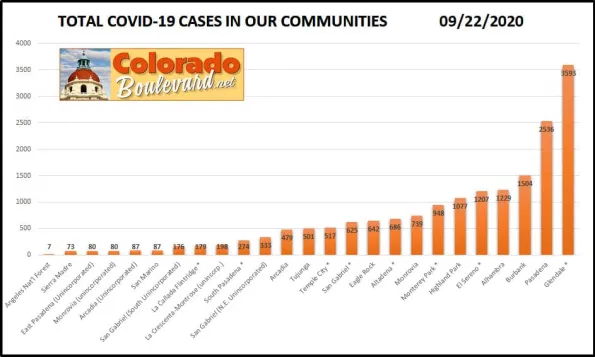 TOTAL COVID-19 CASES IN OUR COMMUNITIES 09/22/2020
Colorado
Boulevard.net
4000
3500
3000
2500
2000
1500
1000
500
0
7 73 80 80 87 87 176 179 198 274 333 479 501 517 625 642 686 739 948 1077 1207 1229 1504 2536 3593
Angeles Nat'l Forest
Sierra Madre
East Pasadena (Unincorporated)
Monrovia (unincorporated)
Arcadia (Unincorporated)
San Marino
San Gabriel (South Unincorporated)
La Cañada Flintridge *
La Crescenta-Montrose (unincorp.)
South Pasadena *
San Gabriel (N.E. Unincorporated)
Arcadia
Tujunga
Temple City *
San Gabriel *
Eagle Rock
Altadena *
Monrovia
Monterey Park *
Highland Park
El Sereno *
Alhambra
Burbank
Pasadena
Glendale *